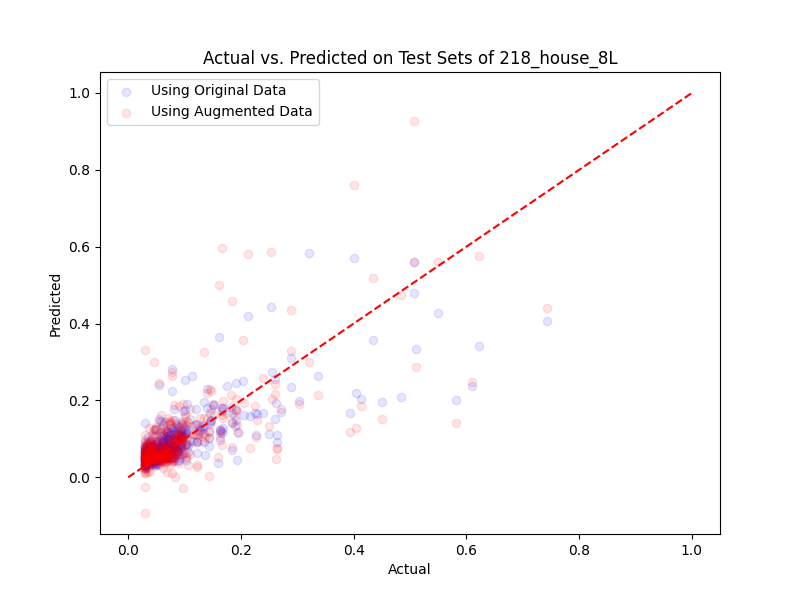 Actual vs. Predicted on Test Sets of 218_house_8L
Using Original Data
Using Augmented Data
1.0
0.8
0.6
0.4
0.2
0.0
Predicted
0.0 0.2 0.4 0.6 0.8 1.0
Actual